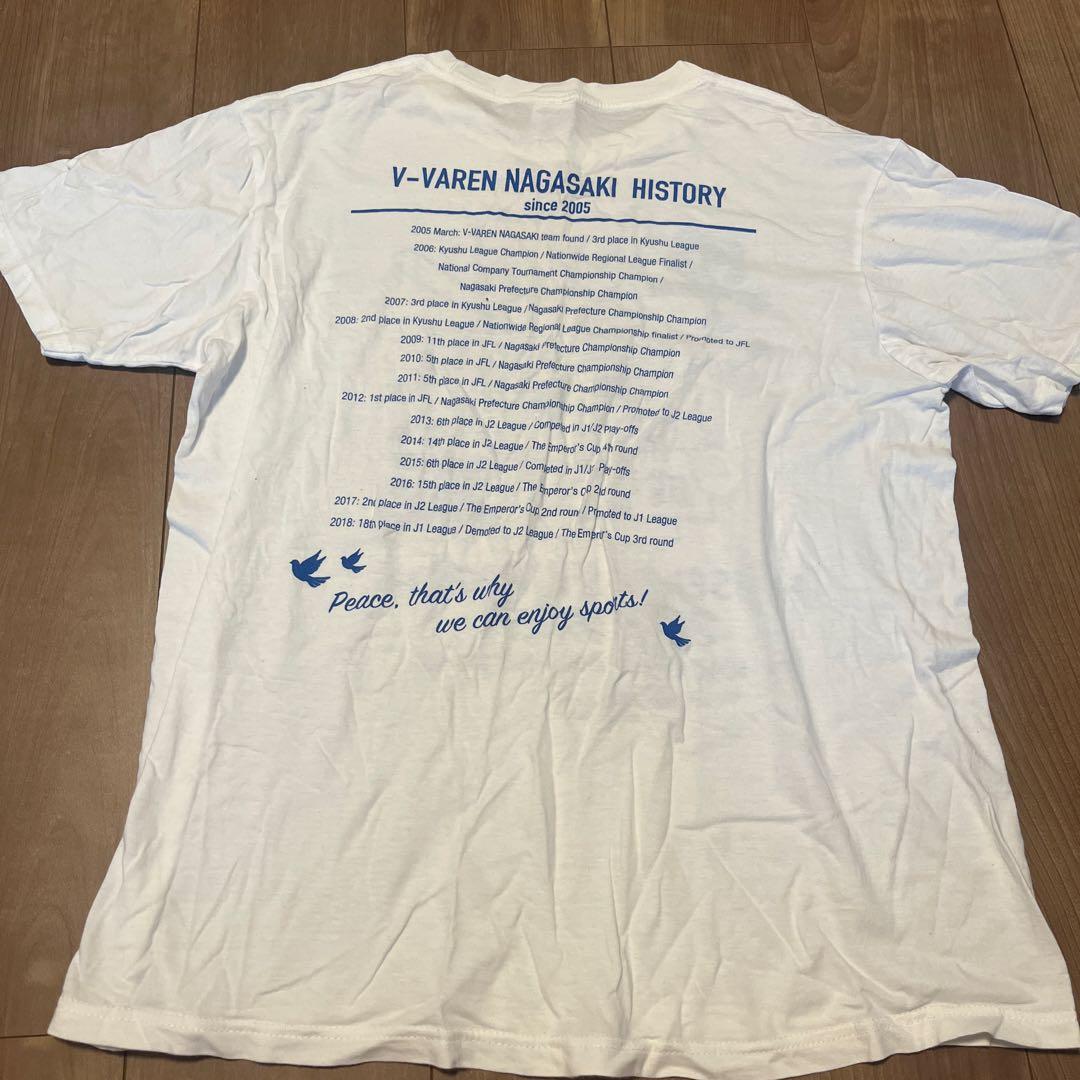 V-VAREN NAGASAKI HISTORY
since 2005
2005 March: V-VAREN NAGASAKI team found / 3rd place in Kyushu League
2006: Kyushu League Champion / Nationwide Regional League Finalist /
National Company Tournament Championship Champion /
Nagasaki Prefecture Championship Champion
2007: 3rd place in Kyushu League / Nagasaki Prefecture Championship Champion
2008: 2nd place in Kyushu League / Nationwide Regional League Championship finalist / Promoted to JFL
2009: 11th place in JFL / Nagasaki Prefecture Championship Champion
2010: 5th place in JFL / Nagasaki Prefecture Championship Champion
2011: 5th place in JFL / Nagasaki Prefecture Championship Champion
2012: 1st place in JFL / Nagasaki Prefecture Championship Champion / Promoted to J2 League
2013: 6th place in J2 League / Competed in J1/J2 Play-offs
2014: 14th place in J2 League / The Emperor's Cup 4th round
2015: 6th place in J2 League / Competed in Play-offs
2016: 15th place in J2 League / The Emperor's Cup 2nd round
2017: 2nd place in J2 League / The Emperor's Cup 2nd round / Promoted to J1 League
2018: 18th place in J1 League / Demoted to J2 League / The Emperor's Cup 3rd round
Peace, that's why
we can enjoy sports!